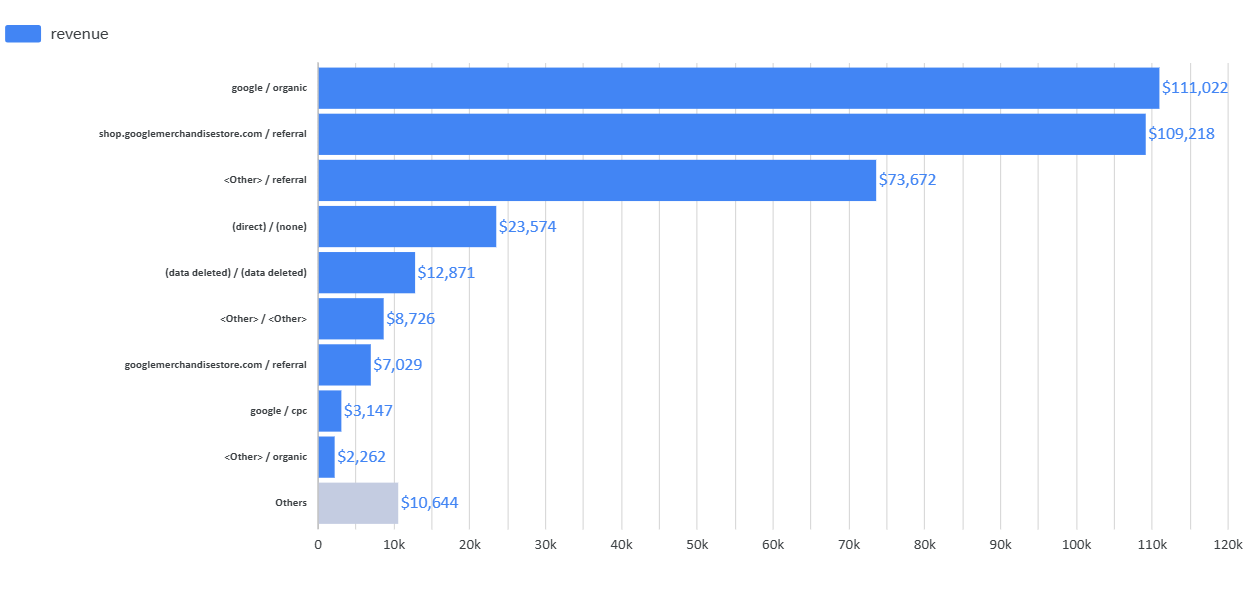 revenue
google / organic
$111,022
shop.googlemerchandisestore.com / referral
$109,218
<Other> / referral
$73,672
(direct) / (none)
$23,574
(data deleted) / (data deleted)
$12,871
<Other> / <Other>
$8,726
googlemerchandisestore.com / referral
$7,029
google / cpc
$3,147
<Other> / organic
$2,262
Others
$10,644
0 10k 20k 30k 40k 50k 60k 70k 80k 90k 100k 110k 120k